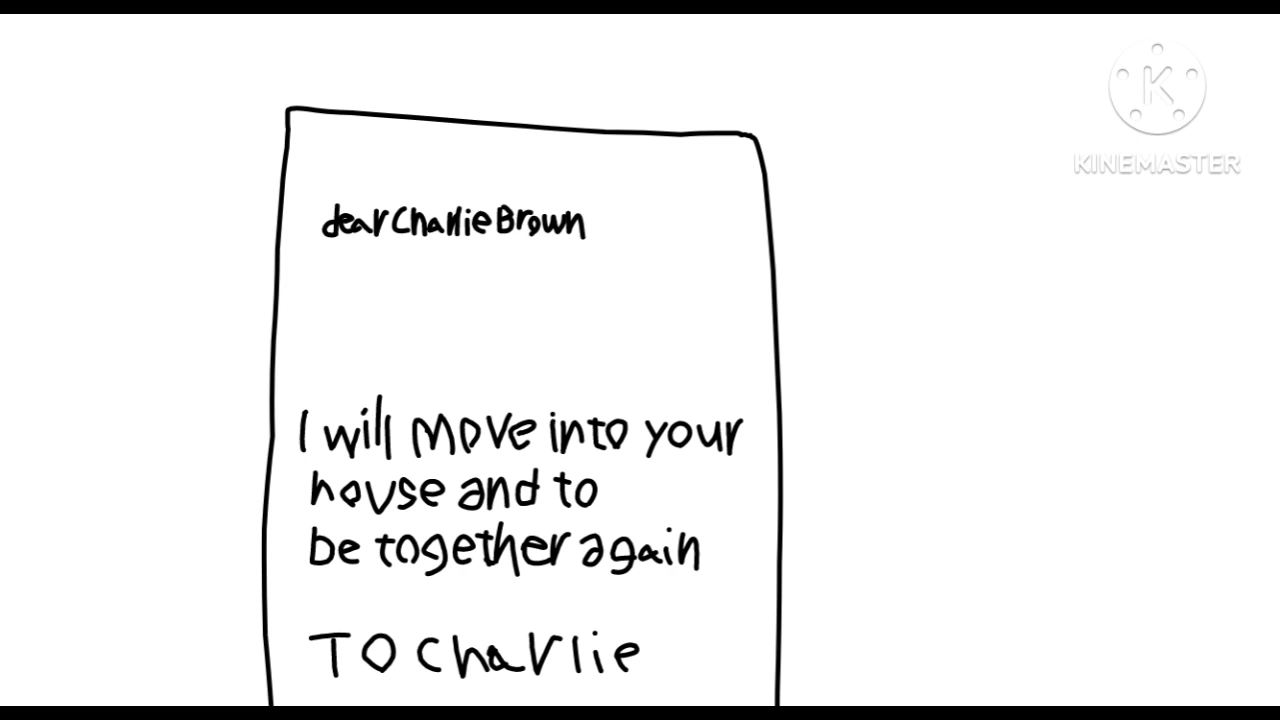 KINEMASTER
dear Charlie Brown
I will move into your
house and to
be together again
TO Charlie